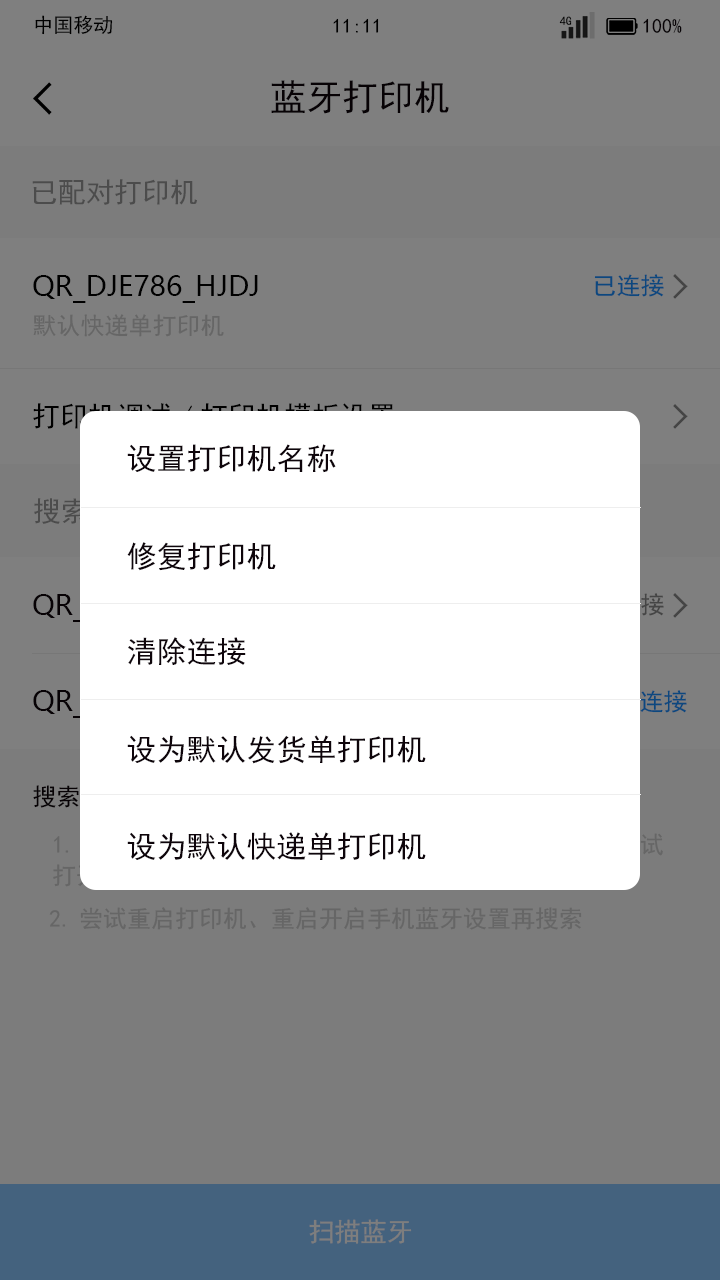 中国移动 11:11 4G 100%
蓝牙打印机
已配对打印机
QR_DJE786_HJDJ 已连接
默认快递单打印机
打印机调试/打印机模板设置
设置打印机名称
搜索
修复打印机
QR_ 接
清除连接
QR_ 连接
设为默认发货单打印机
搜索
设为默认快递单打印机
1. 试
打
2. 尝试重启打印机、重启开启手机蓝牙设置再搜索
扫描蓝牙